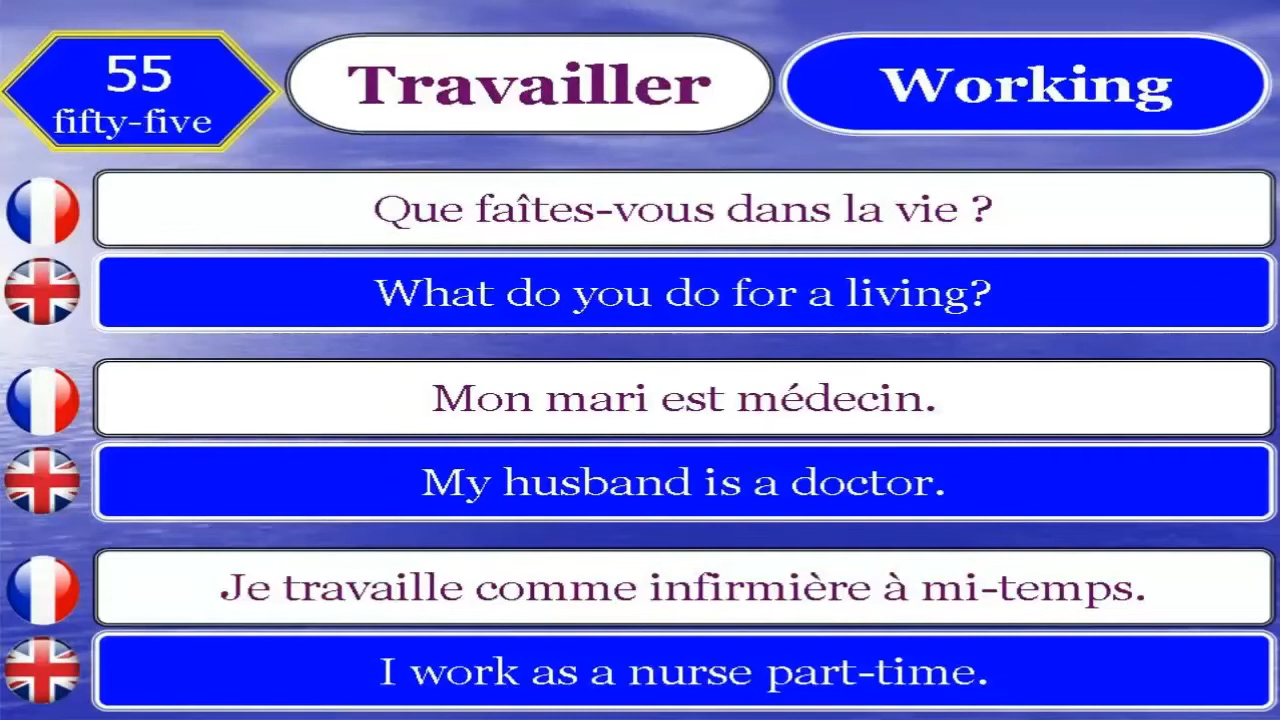 55
fifty-five
Travailler
Working
Que faîtes-vous dans la vie ?
What do you do for a living?
Mon mari est médecin.
My husband is a doctor.
Je travaille comme infirmière à mi-temps.
I work as a nurse part-time.